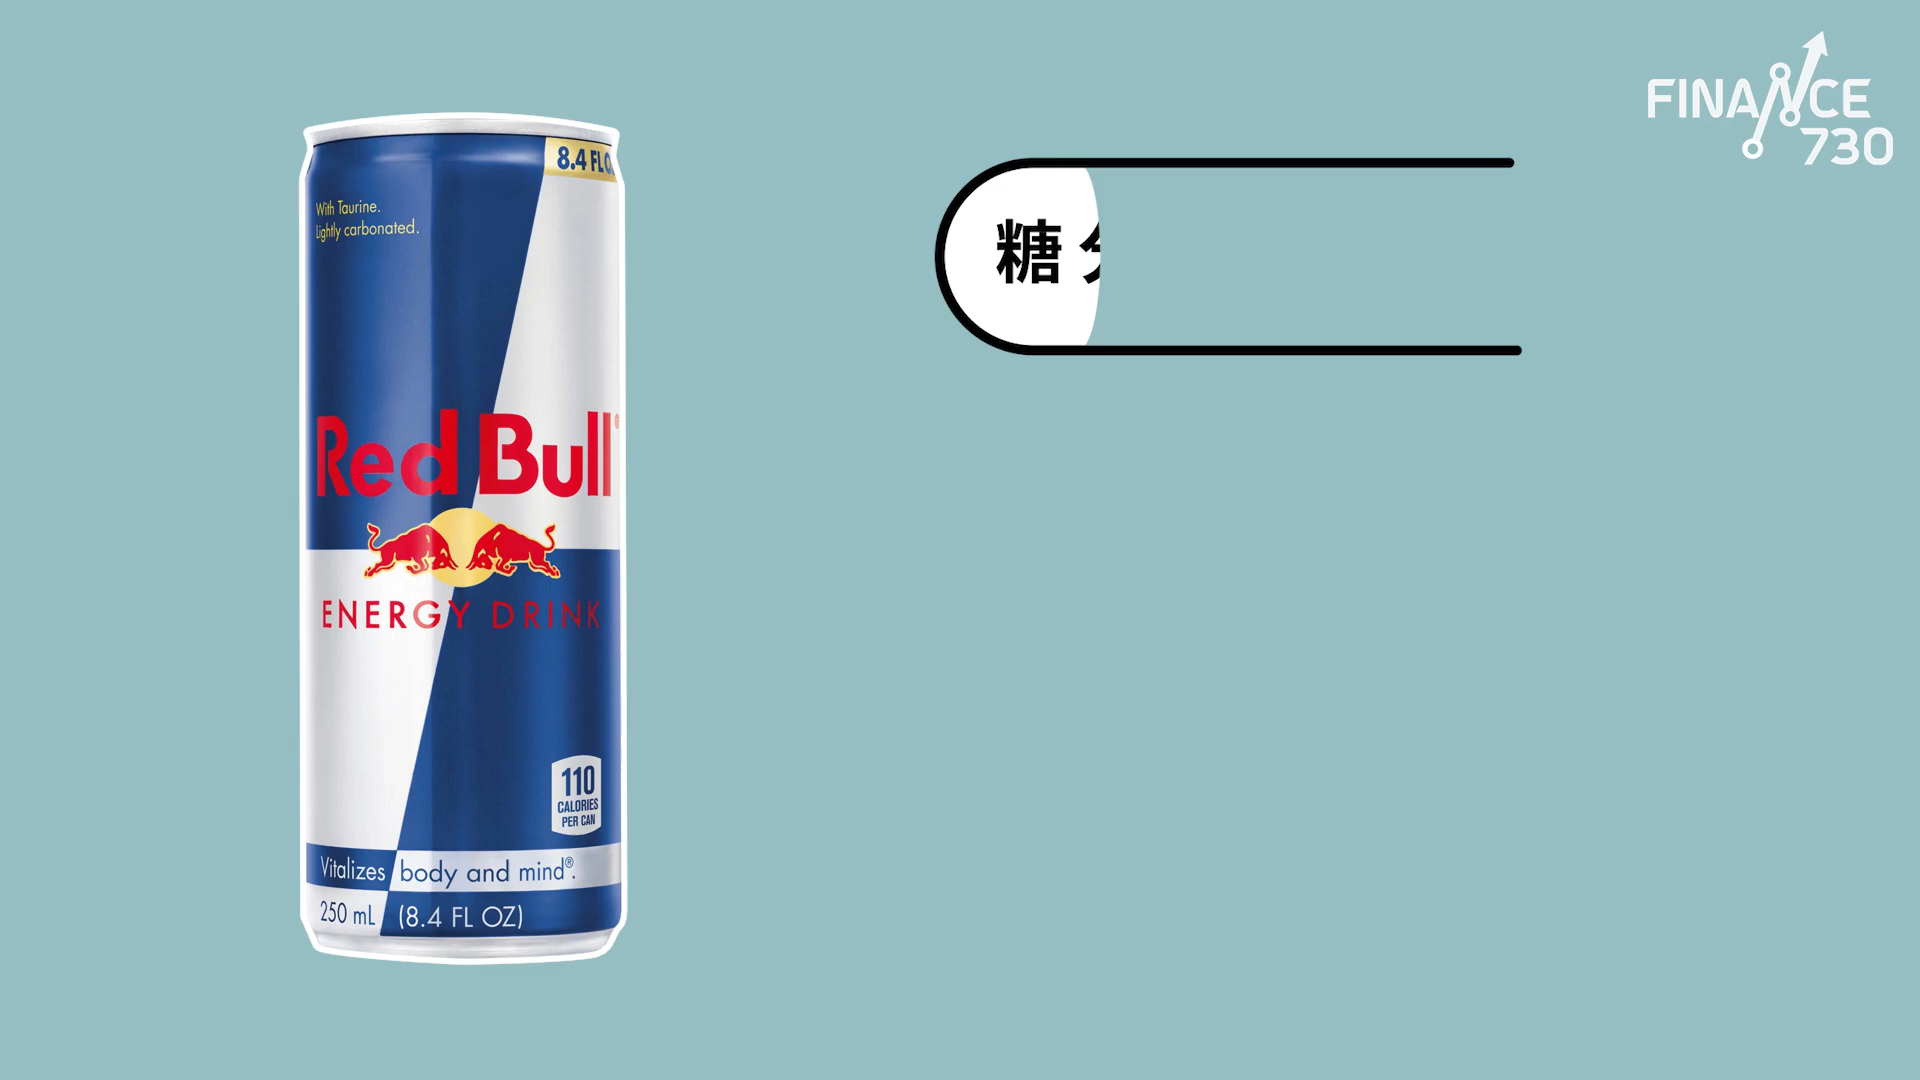 8.4 FL
With Taurine.
Lightly carbonated.
Red Bull
ENERGY DRINK
110
CALORIES
PER CAN
Vitalizes body and mind®.
250 mL (8.4 FL OZ)
糖
FINANCE
730